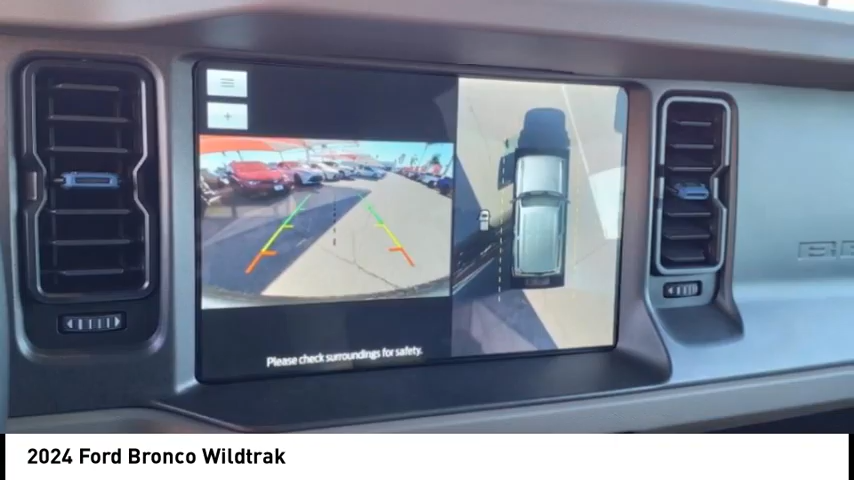 Please check surroundings for safety.
2024 Ford Bronco Wildtrak